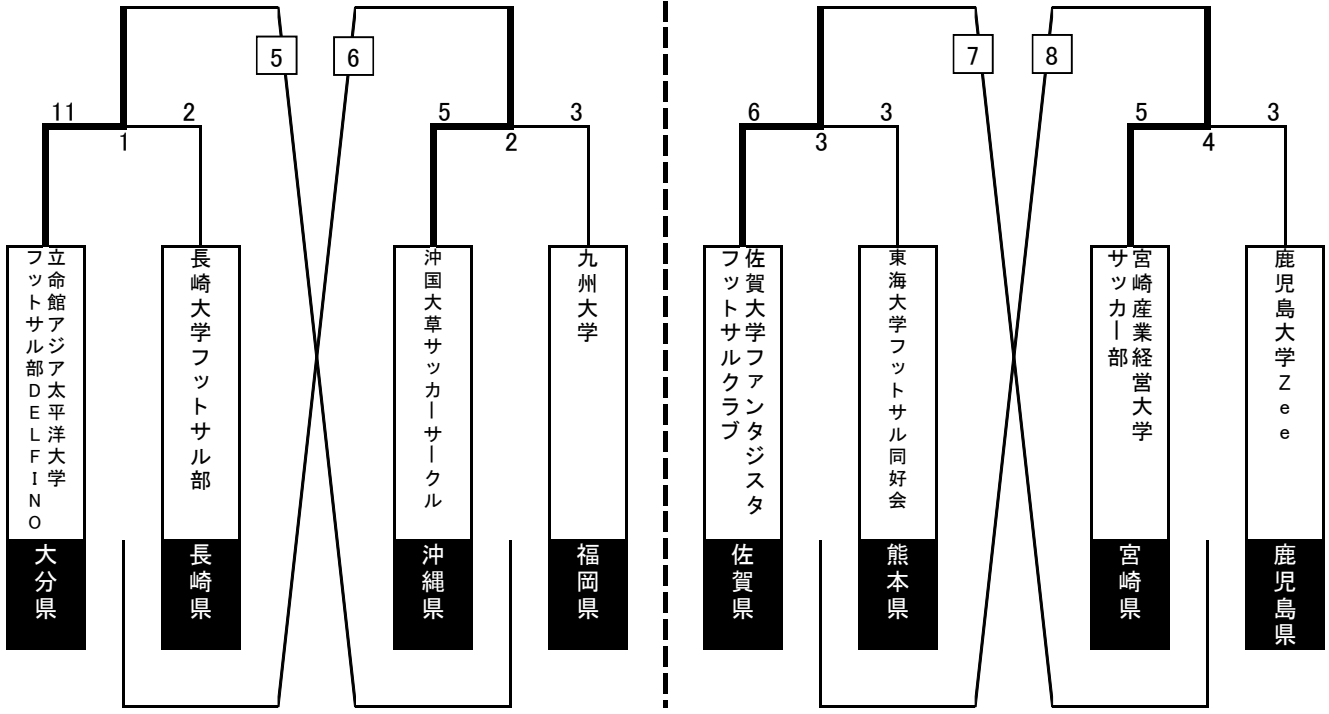 5
6
7
8
11
2
5
3
6
3
5
3
1
2
3
4
立命館アジア太平洋大学
フットサル部DELFINO
長崎大学フットサル部
沖国大草サッカーサークル
九州大学
佐賀大学ファンタジスタ
フットサルクラブ
東海大学フットサル同好会
宮崎産業経営大学
サッカー部
鹿児島大学Zee
大分県
長崎県
沖縄県
福岡県
佐賀県
熊本県
宮崎県
鹿児島県